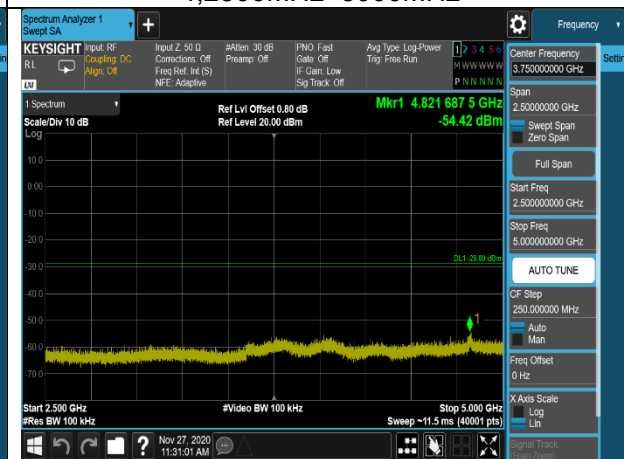 Spectrum Analyzer 1
Swept SA
+
Frequency
KEYSIGHT
RL
LXI
Input: RF
Coupling: DC
Align: Off
Input Z: 50 Ω
Corrections: Off
Freq Ref: Int (S)
NFE: Adaptive
#Atten: 30 dB
Preamp: Off
PNO: Fast
Gate: Off
IF Gain: Low
Sig Track: Off
Avg Type: Log-Power
Trig: Free Run
1 2 3 4 5 6
M W W W W W
P N N N N N
1 Spectrum
Scale/Div 10 dB
Log
Ref Lvl Offset 0.80 dB
Ref Level 20.00 dBm
Mkr1 4.821 687 5 GHz
-54.42 dBm
10.0
0.00
-10.0
-20.0
-30.0
-40.0
-50.0
-60.0
-70.0
1
Start 2.500 GHz
#Res BW 100 kHz
#Video BW 100 kHz
Stop 5.000 GHz
Sweep ~11.5 ms (40001 pts)
Nov 27, 2020
11:31:01 AM
Center Frequency
3.750000000 GHz
Span
2.50000000 GHz
Swept Span
Zero Span
Full Span
Start Freq
2.500000000 GHz
Stop Freq
5.000000000 GHz
AUTO TUNE
CF Step
250.000000 MHz
Auto
Man
Freq Offset
0 Hz
X Axis Scale
Log
Lin
Signal Track
(Span Zoom)